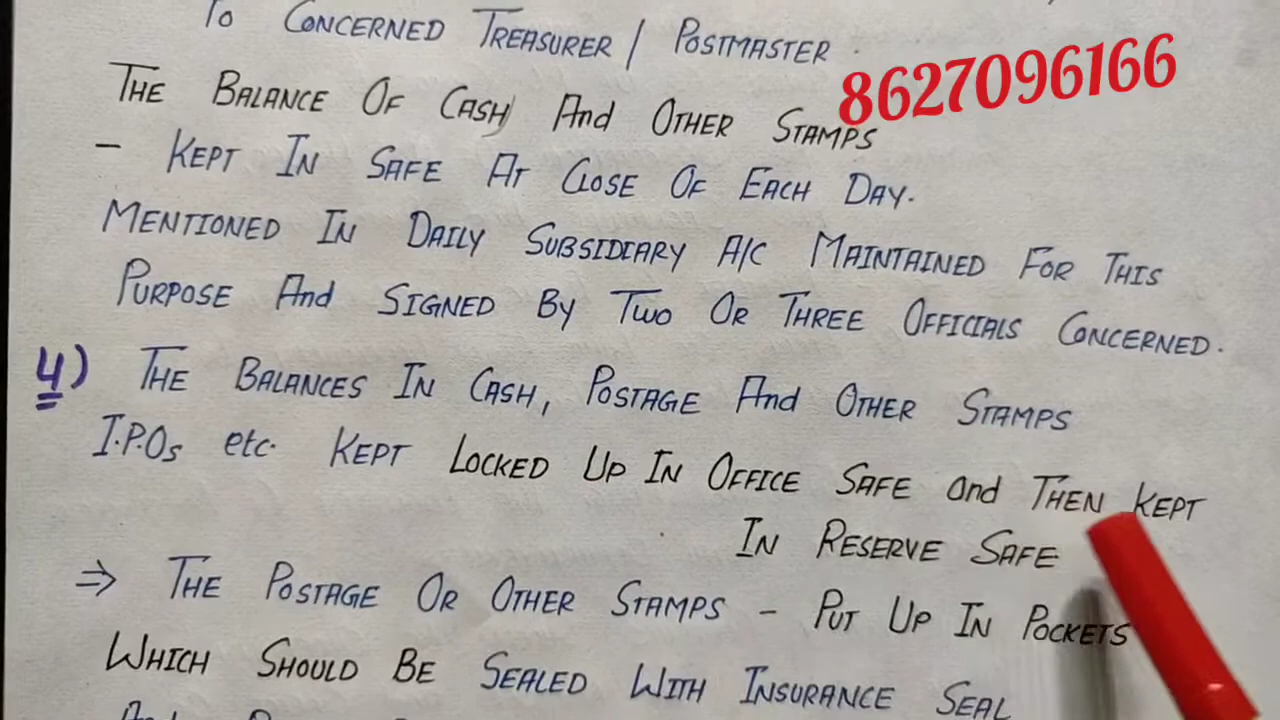 To Concerned Treasurer / Postmaster.
8627096166
The Balance Of Cash And Other Stamps
- Kept In Safe At Close Of Each Day.
Mentioned In Daily Subsidiary A/C Maintained For This
Purpose And Signed By Two Or Three Officials Concerned.
4) The Balances In Cash, Postage And Other Stamps
I.P.Os etc. Kept Locked Up In Office Safe and Then Kept
In Reserve Safe
⇒ The Postage Or Other Stamps - Put Up In Pockets
Which Should Be Sealed With Insurance Seal